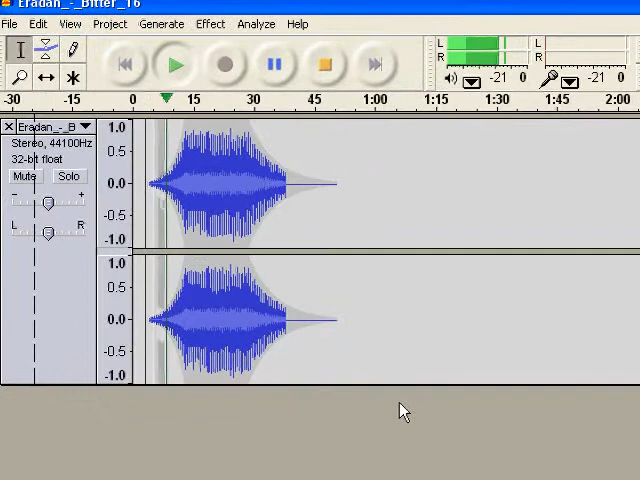 Eradan_-_Bitter_16
File Edit View Project Generate Effect Analyze Help
L
R
-21 0
L
R
-21 0
-30 -15 0 15 30 45 1:00 1:15 1:30 1:45 2:00
Eradan_-_B
Stereo, 44100Hz
32-bit float
Mute Solo
- +
L R
1.0
0.5
0.0
-0.5
-1.0
1.0
0.5
0.0
-0.5
-1.0